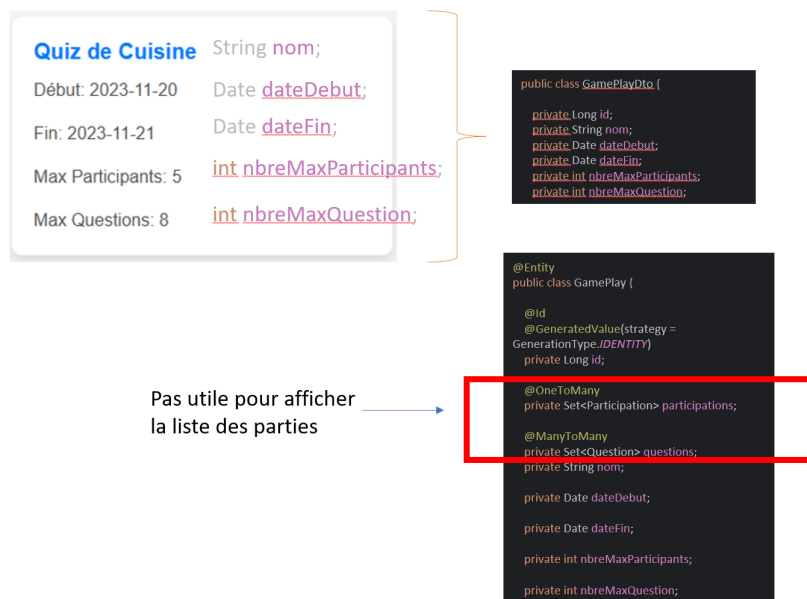 Quiz de Cuisine String nom;
Début: 2023-11-20 Date dateDebut;
Fin: 2023-11-21 Date dateFin;
Max Participants: 5 int nbreMaxParticipants;
Max Questions: 8 int nbreMaxQuestion;
public class GamePlayDto {
private Long id;
private String nom;
private Date dateDebut;
private Date dateFin;
private int nbreMaxParticipants;
private int nbreMaxQuestion;
Pas utile pour afficher
la liste des parties
@Entity
public class GamePlay {
@Id
@GeneratedValue(strategy =
GenerationType.IDENTITY)
private Long id;
@OneToMany
private Set<Participation> participations;
@ManyToMany
private Set<Question> questions;
private String nom;
private Date dateDebut;
private Date dateFin;
private int nbreMaxParticipants;
private int nbreMaxQuestion;